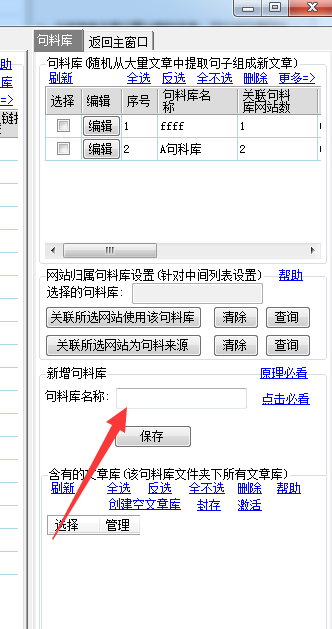 句料库 返回主窗口
句料库(随机从大量文章中提取句子组成新文章)
助 刷新 全选 反选 全不选 删除 更多=>
库
=>
链接
选择 编辑 序号 句料库名称 关联句料库网站数
编辑 1 ffff 1
编辑 2 A句料库 2
网站归属句料库设置(针对中间列表设置) 帮助
选择的句料库:
关联所选网站使用该句料库 清除 查询
关联所选网站为句料来源 清除 查询
新增句料库 原理必看
句料库名称: 点击必看
保存
含有的文章库(该句料库文件夹下所有文章库)
刷新 全选 反选 全不选 删除 帮助
创建空文章库 封存 激活
选择 管理